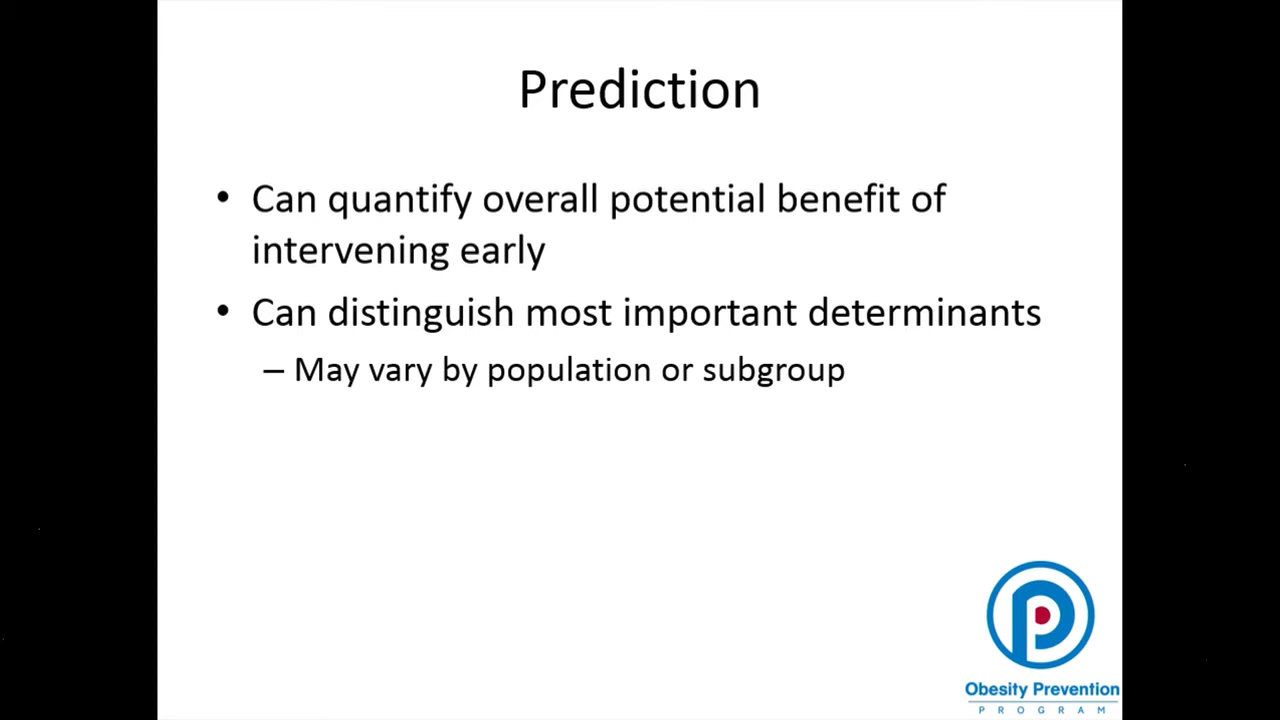 Prediction
• Can quantify overall potential benefit of
intervening early
• Can distinguish most important determinants
– May vary by population or subgroup
Obesity Prevention
PROGRAM